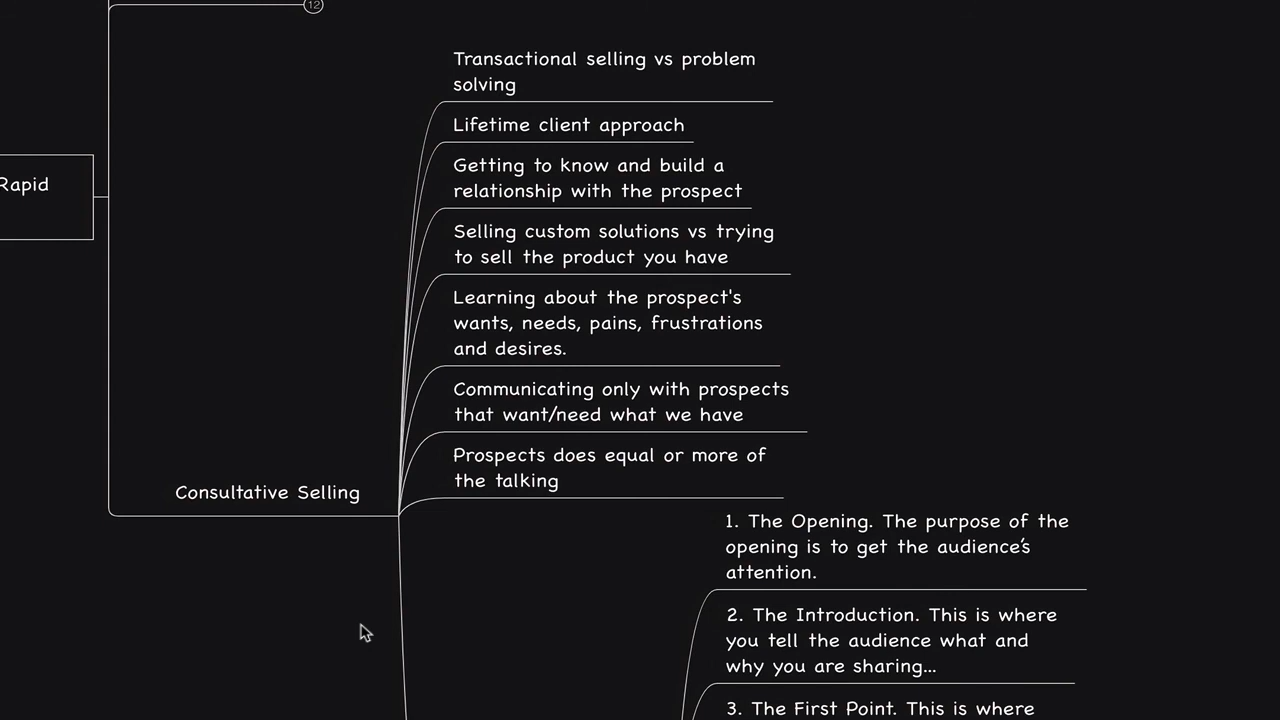 12
Transactional selling vs problem
solving
Lifetime client approach
Getting to know and build a
relationship with the prospect
Rapid
Selling custom solutions vs trying
to sell the product you have
Learning about the prospect's
wants, needs, pains, frustrations
and desires.
Communicating only with prospects
that want/need what we have
Prospects does equal or more of
the talking
Consultative Selling
1. The Opening. The purpose of the
opening is to get the audience’s
attention.
2. The Introduction. This is where
you tell the audience what and
why you are sharing...
3. The First Point. This is where